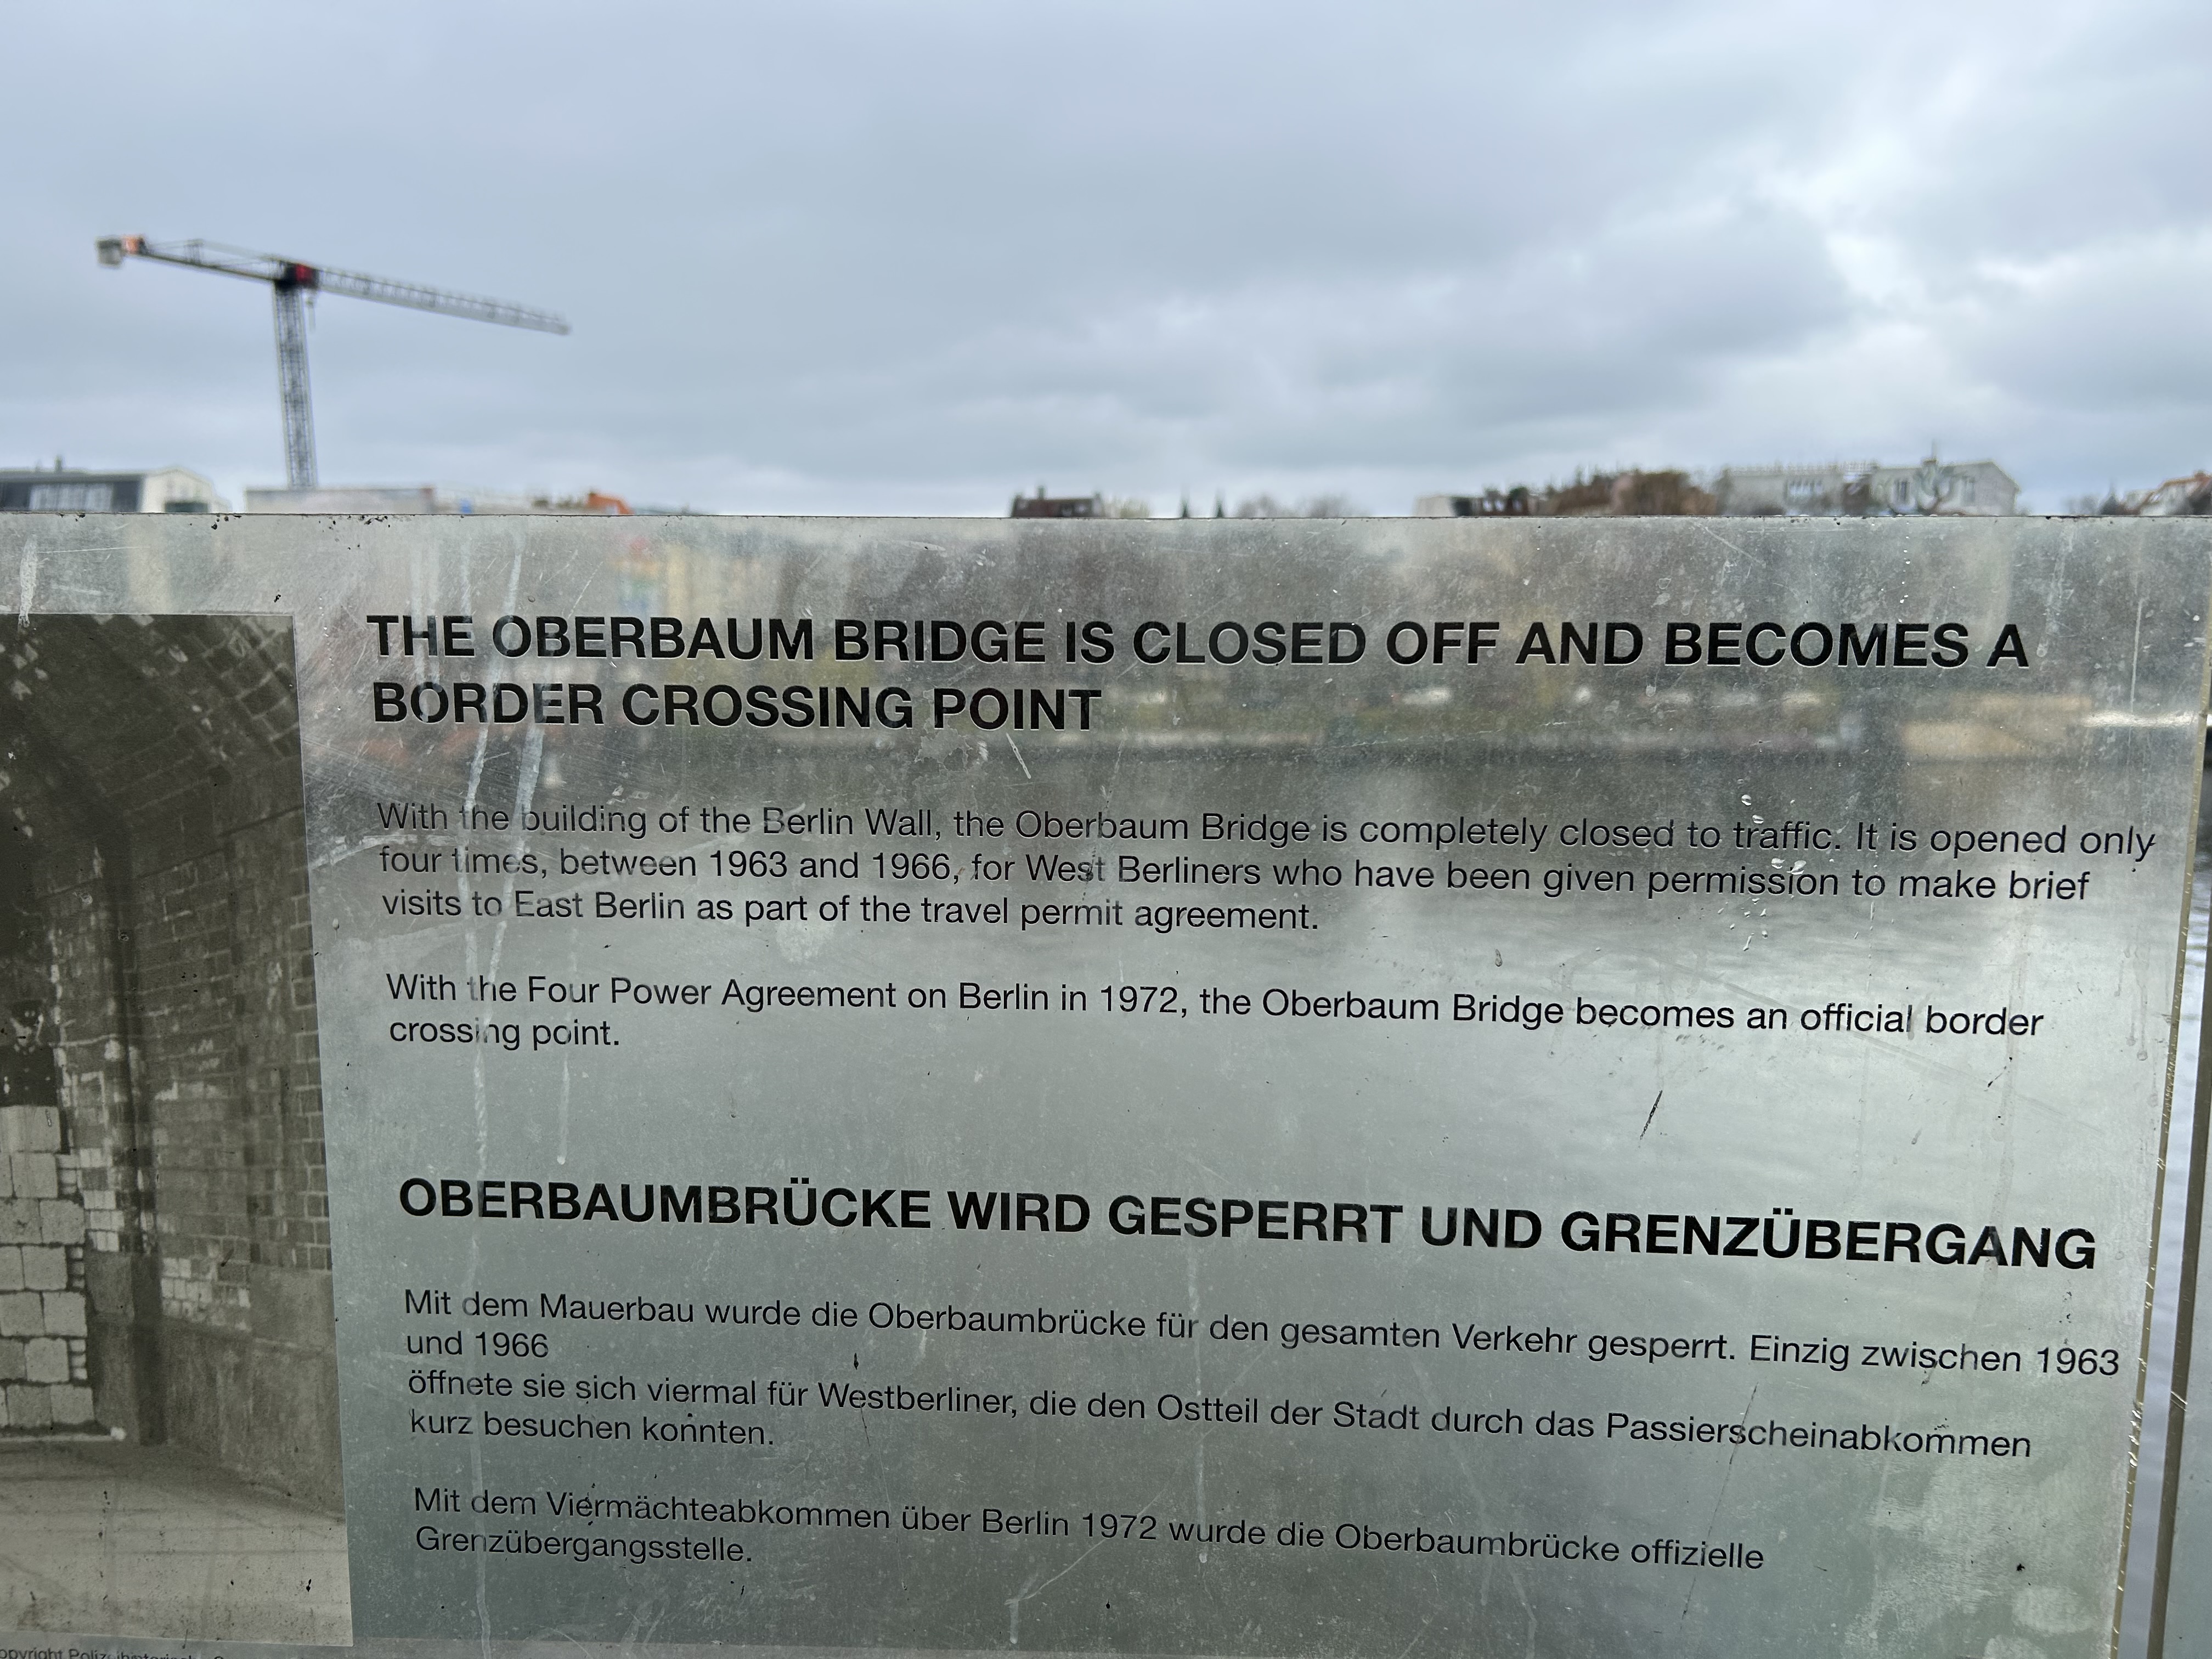 THE OBERBAUM BRIDGE IS CLOSED OFF AND BECOMES A
BORDER CROSSING POINT
With the building of the Berlin Wall, the Oberbaum Bridge is completely closed to traffic. It is opened only
four times, between 1963 and 1966, for West Berliners who have been given permission to make brief
visits to East Berlin as part of the travel permit agreement.
With the Four Power Agreement on Berlin in 1972, the Oberbaum Bridge becomes an official border
crossing point.
OBERBAUMBRÜCKE WIRD GESPERRT UND GRENZÜBERGANG
Mit dem Mauerbau wurde die Oberbaumbrücke für den gesamten Verkehr gesperrt. Einzig zwischen 1963
und 1966
öffnete sie sich viermal für Westberliner, die den Ostteil der Stadt durch das Passierscheinabkommen
kurz besuchen konnten.
Mit dem Viermächteabkommen über Berlin 1972 wurde die Oberbaumbrücke offizielle
Grenzübergangsstelle.